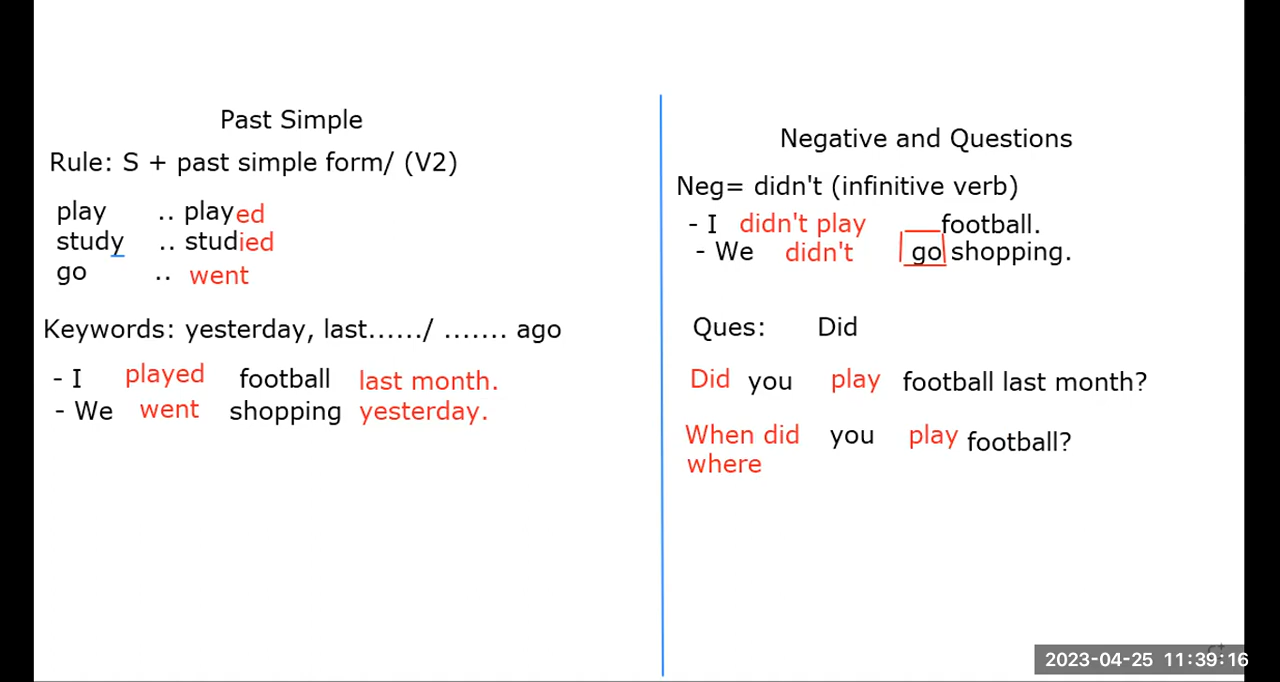 Past Simple
Rule: S + past simple form/ (V2)
play .. played
study .. studied
go .. went
Keywords: yesterday, last....../ ....... ago
- I played football last month.
- We went shopping yesterday.
Negative and Questions
Neg= didn't (infinitive verb)
- I didn't play ___football.
- We didn't go shopping.
Ques: Did
Did you play football last month?
When did you play football?
where
2023-04-25 11:39:16